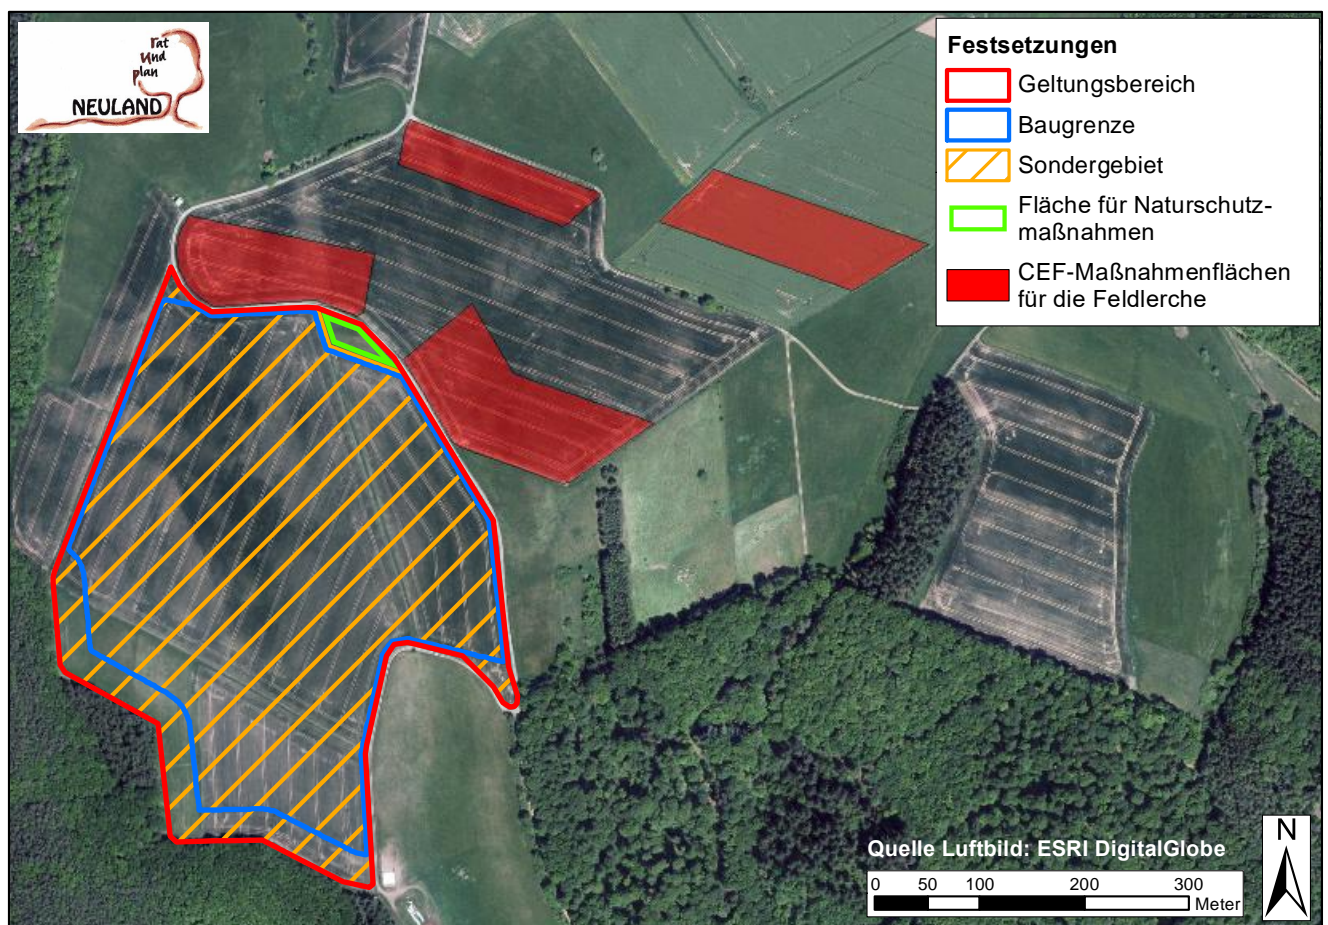 rat
und
plan
NEULAND
Festsetzungen
Geltungsbereich
Baugrenze
Sondergebiet
Fläche für Naturschutz-
maßnahmen
CEF-Maßnahmenflächen
für die Feldlerche
Quelle Luftbild: ESRI DigitalGlobe
0 50 100 200 300
Meter
N